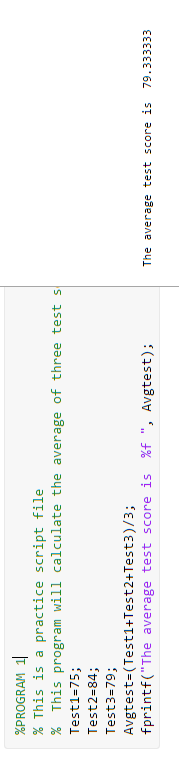 %PROGRAM 1
% This is a practice script file
% This program will calculate the average of three test s
Test1=75;
Test2=84;
Test3=79;
Avgtest=(Test1+Test2+Test3)/3;
fprintf("The average test score is %f ", Avgtest);
The average test score is 79.333333